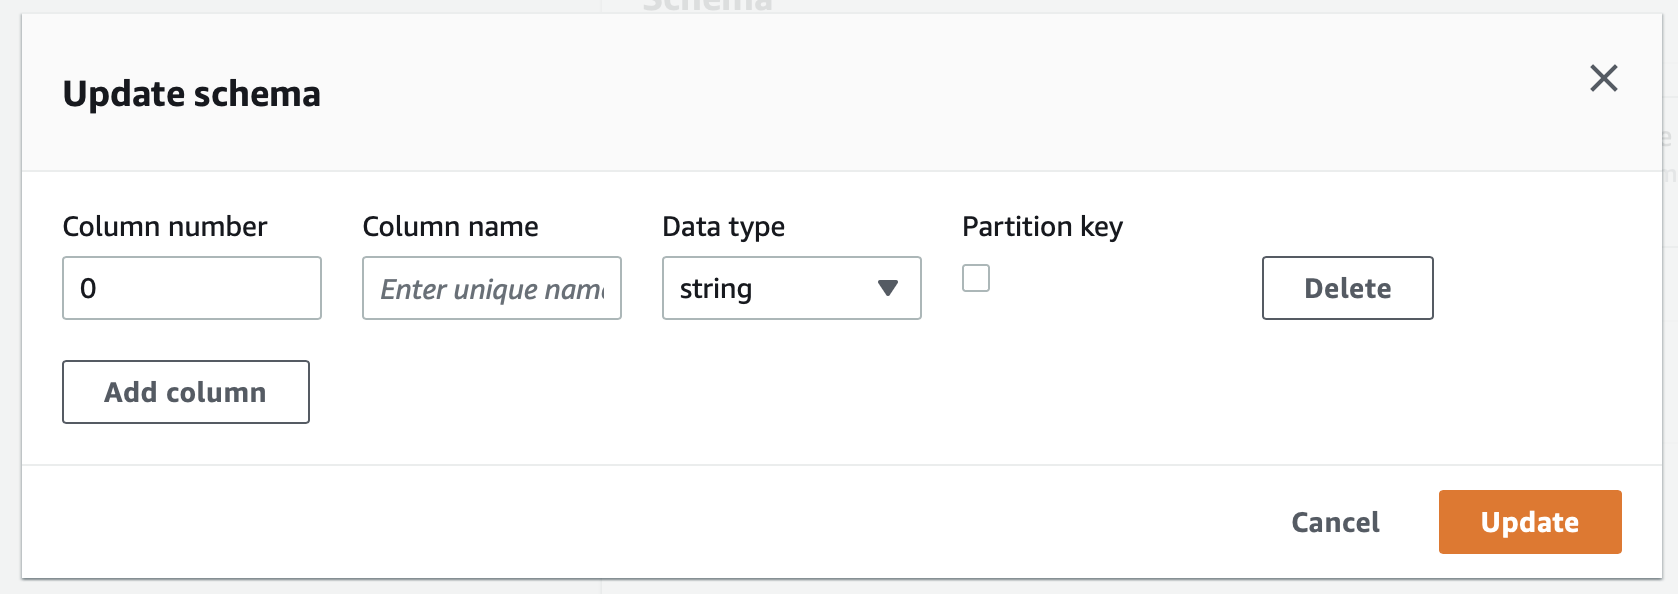 Schema
Update schema
Column number Column name Data type Partition key
0 Enter unique nam string Delete
Add column
Cancel Update